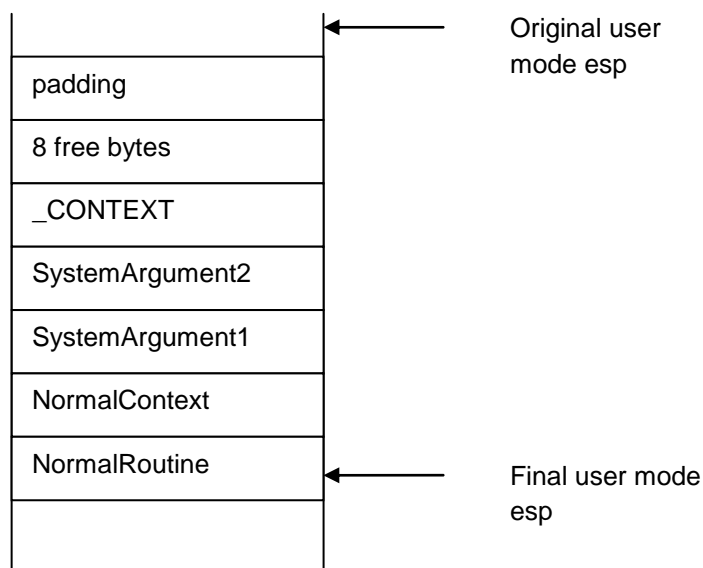 Original user
mode esp
padding
8 free bytes
_CONTEXT
SystemArgument2
SystemArgument1
NormalContext
NormalRoutine
Final user mode
esp